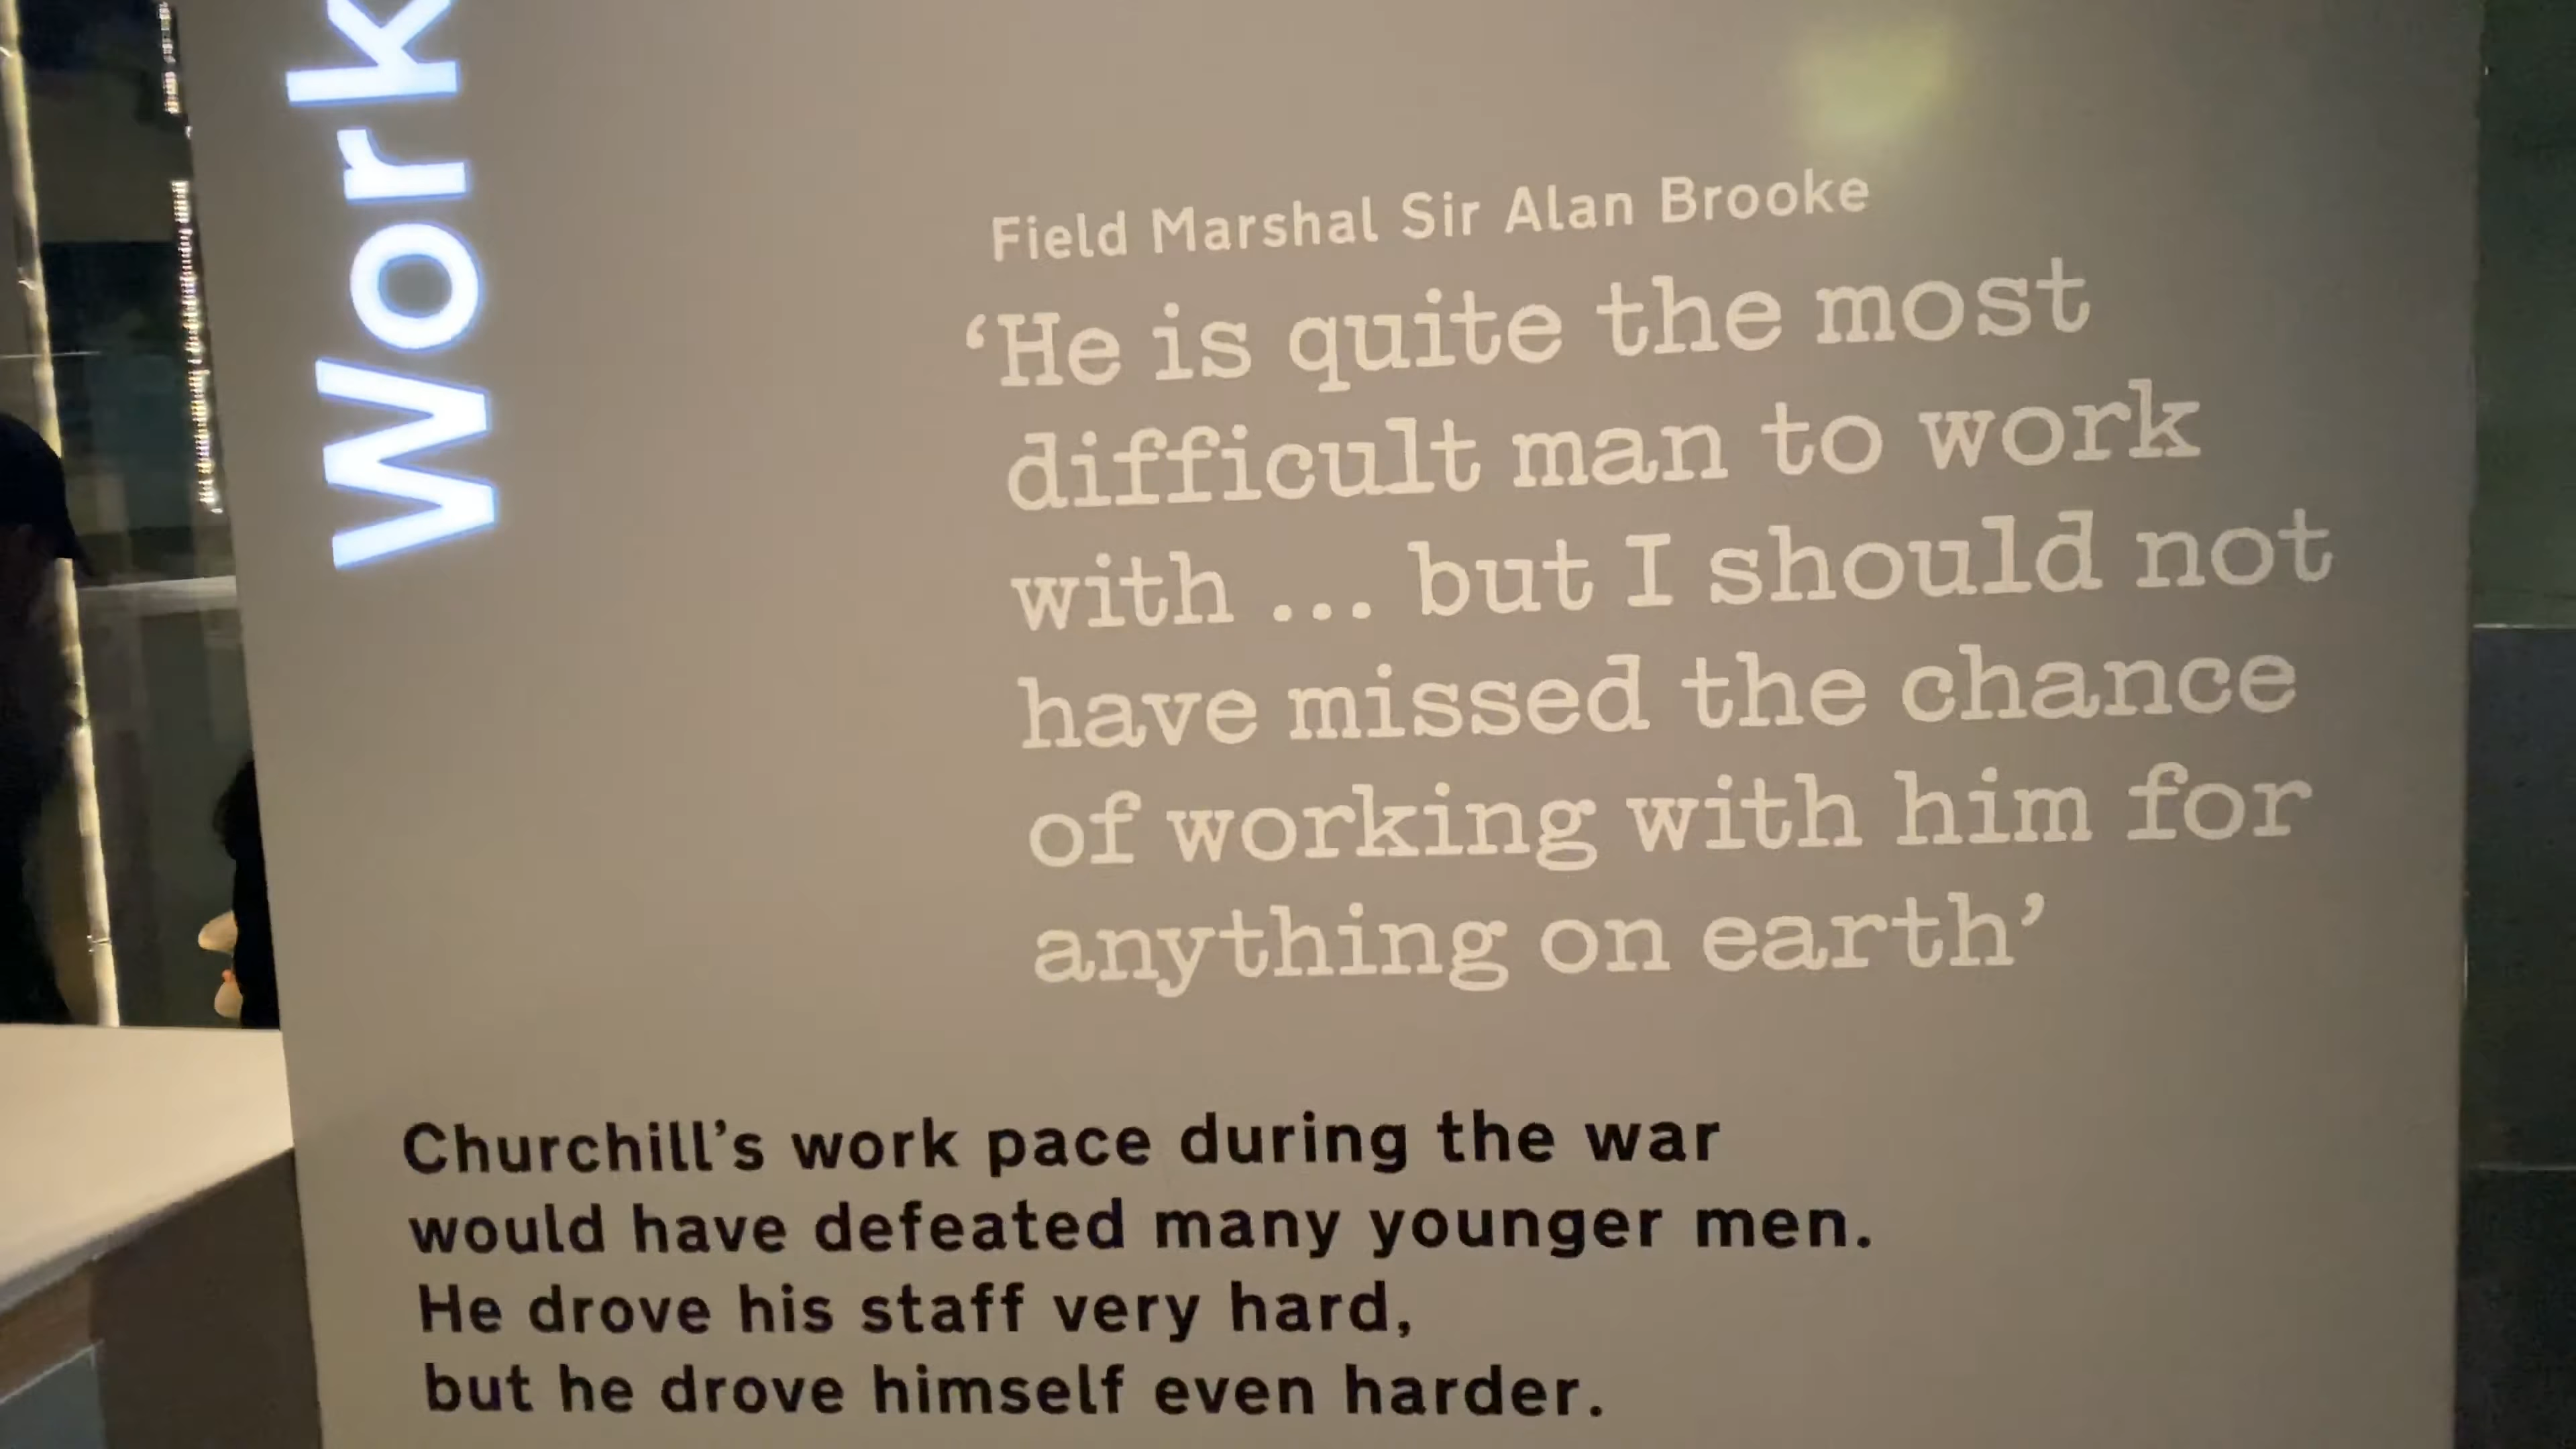 Work
Field Marshal Sir Alan Brooke
‘He is quite the most
difficult man to work
with ... but I should not
have missed the chance
of working with him for
anything on earth’
Churchill’s work pace during the war
would have defeated many younger men.
He drove his staff very hard,
but he drove himself even harder.